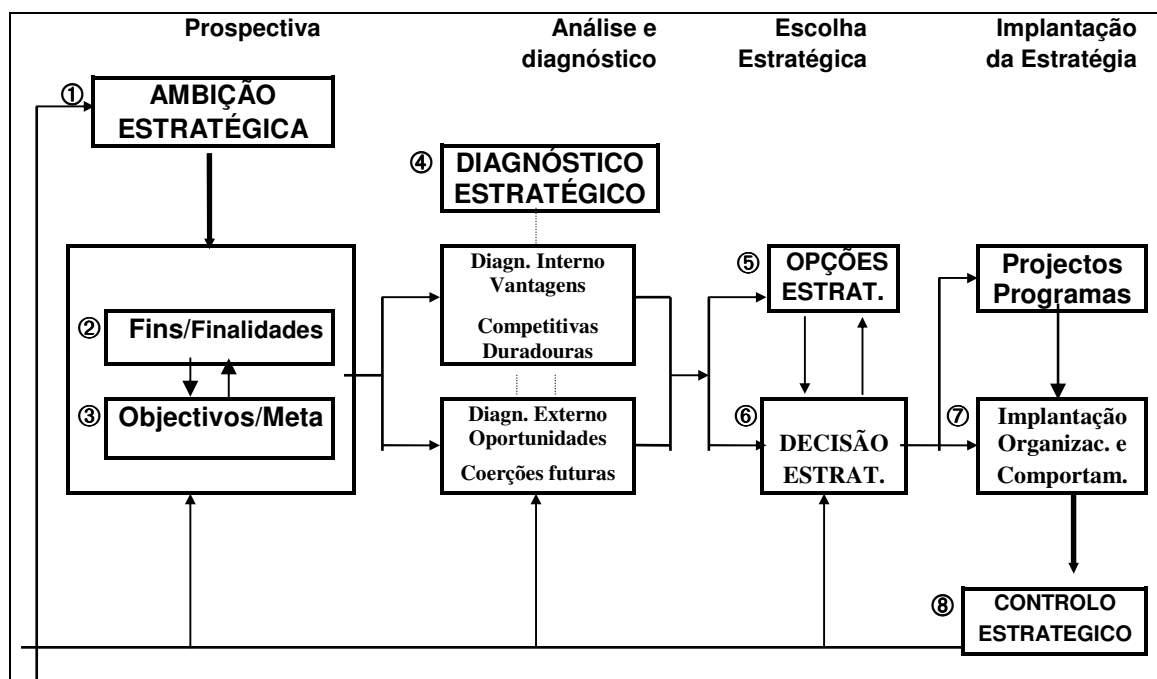 Prospectiva
Análise e
diagnóstico
Escolha
Estratégica
Implantação
da Estratégia
① AMBIÇÃO
ESTRATÉGICA
② Fins/Finalidades
③ Objectivos/Meta
④ DIAGNÓSTICO
ESTRATÉGICO
Diagn. Interno
Vantagens
Competitivas
Duradouras
Diagn. Externo
Oportunidades
Coerções futuras
⑤ OPÇÕES
ESTRAT.
⑥ DECISÃO
ESTRAT.
Projectos
Programas
⑦ Implantação
Organizac. e
Comportam.
⑧ CONTROLO
ESTRATEGICO